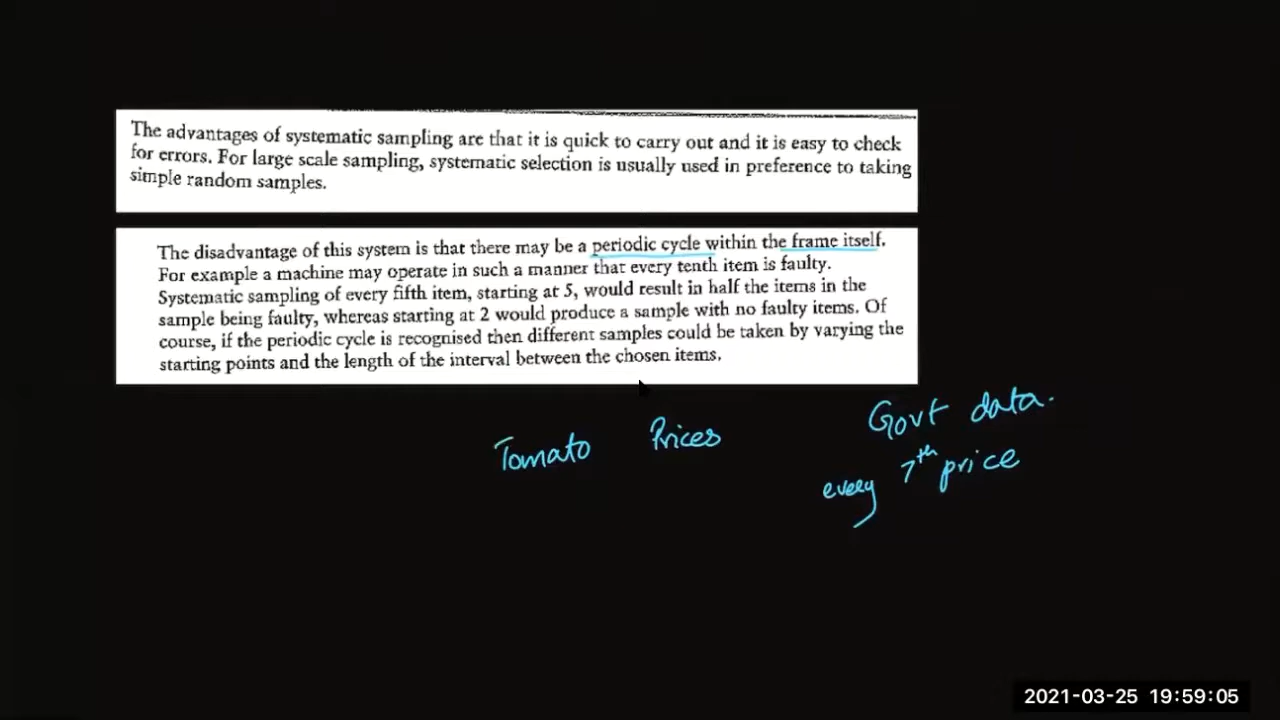 The advantages of systematic sampling are that it is quick to carry out and it is easy to check
for errors. For large scale sampling, systematic selection is usually used in preference to taking
simple random samples.
The disadvantage of this system is that there may be a periodic cycle within the frame itself.
For example a machine may operate in such a manner that every tenth item is faulty.
Systematic sampling of every fifth item, starting at 5, would result in half the items in the
sample being faulty, whereas starting at 2 would produce a sample with no faulty items. Of
course, if the periodic cycle is recognised then different samples could be taken by varying the
starting points and the length of the interval between the chosen items.
Tomato Prices
Govt data.
every 7th price
2021-03-25 19:59:05